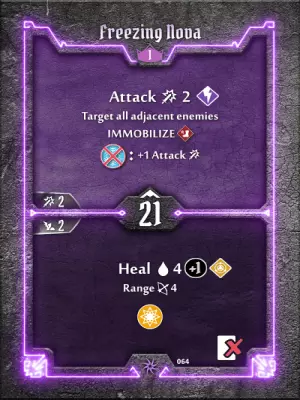 Freezing Nova
1
Attack 2
Target all adjacent enemies
IMMOBILIZE
: +1 Attack
2
21
2
Heal 4 +1
Range 4
064